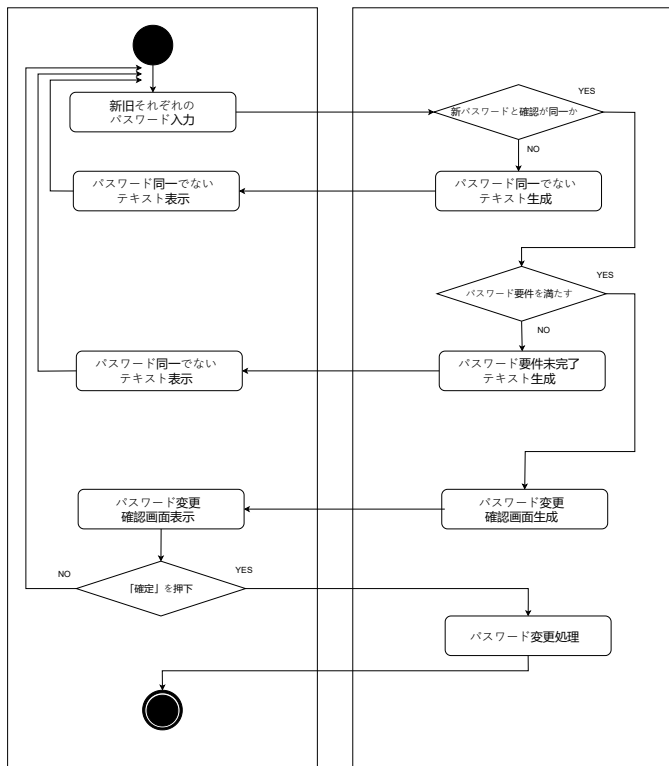 新旧それぞれの
パスワード入力
新パスワードと確認が同一か
YES
NO
パスワード同一でない
テキスト表示
パスワード同一でない
テキスト生成
パスワード要件を満たす
YES
NO
パスワード同一でない
テキスト表示
パスワード要件未完了
テキスト生成
パスワード変更
確認画面表示
パスワード変更
確認画面生成
「確定」を押下
NO
YES
パスワード変更処理